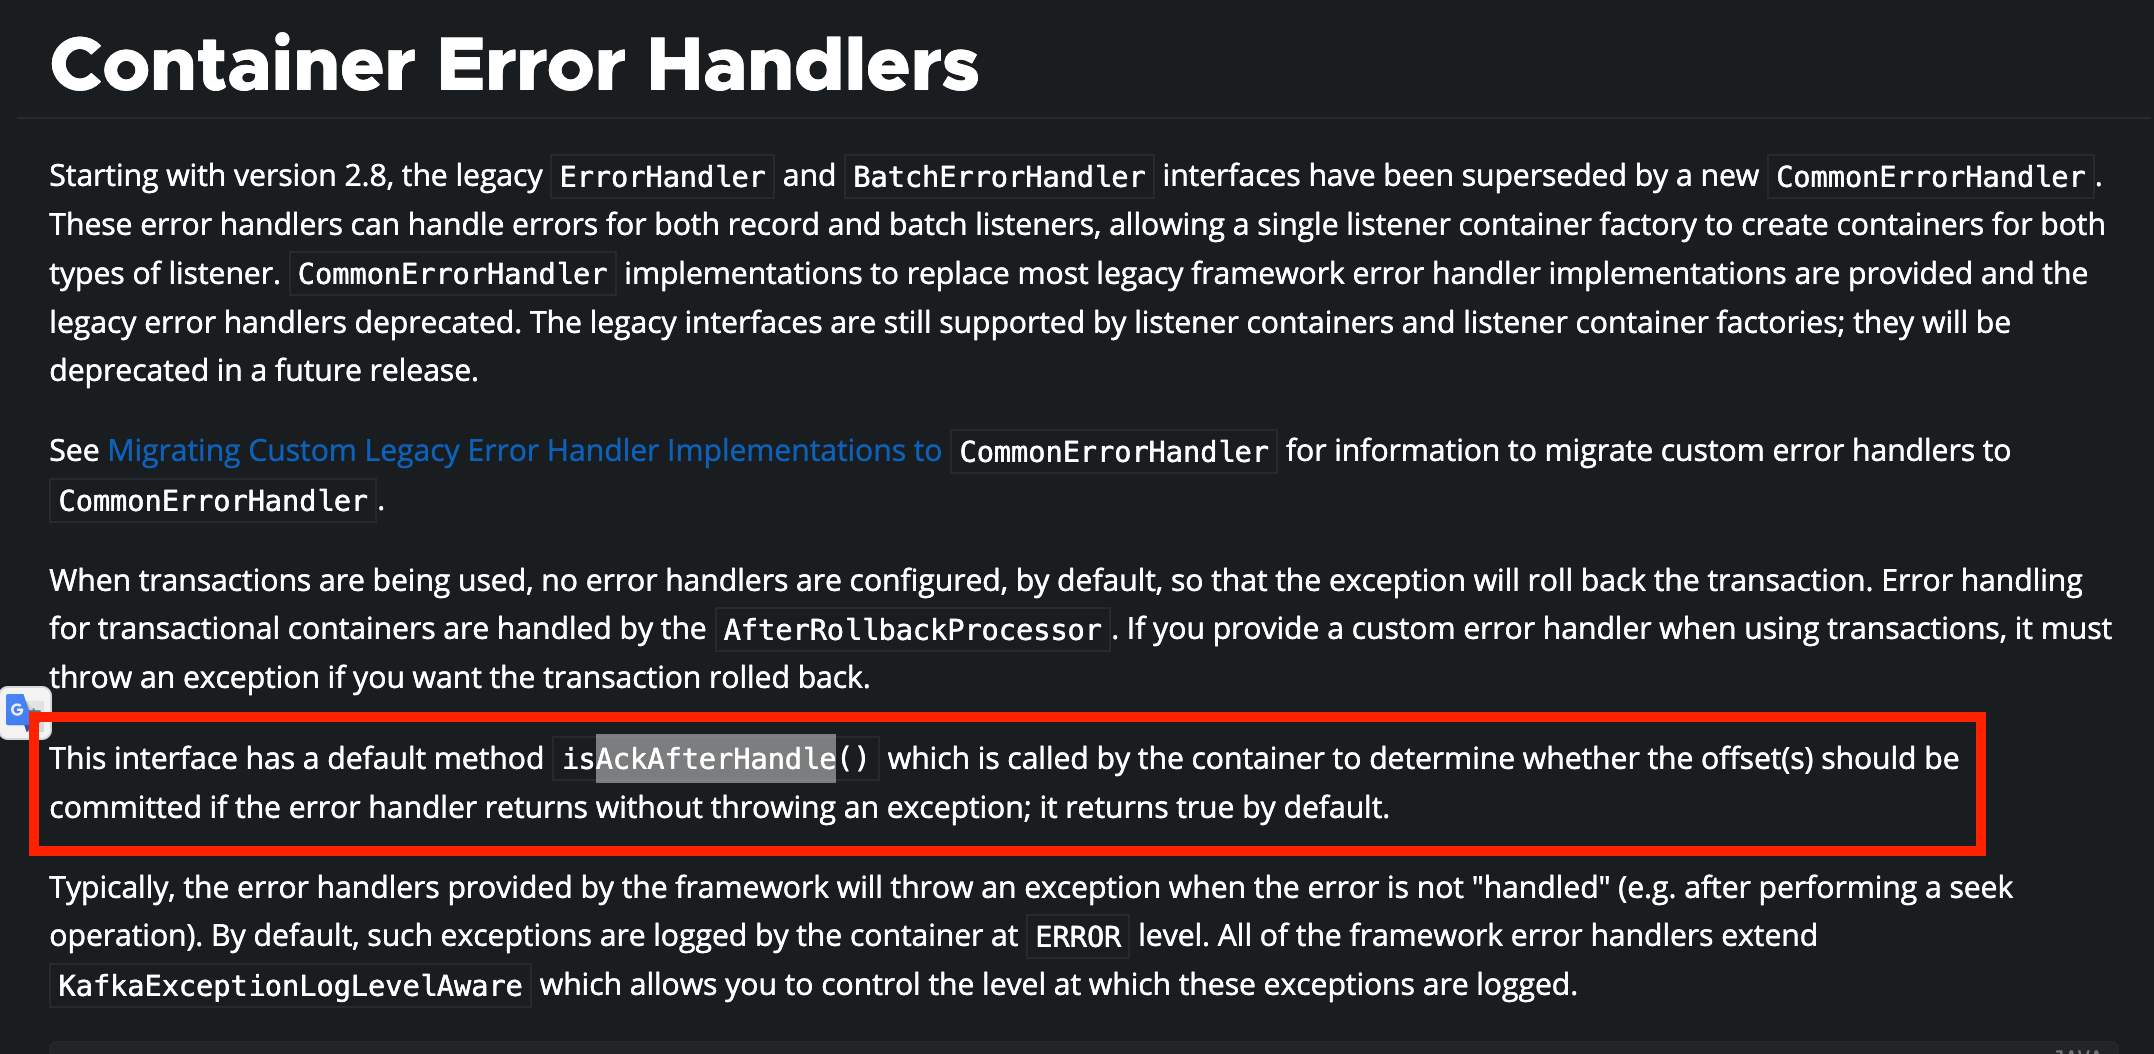 Container Error Handlers
Starting with version 2.8, the legacy ErrorHandler and BatchErrorHandler interfaces have been superseded by a new CommonErrorHandler.
These error handlers can handle errors for both record and batch listeners, allowing a single listener container factory to create containers for both
types of listener. CommonErrorHandler implementations to replace most legacy framework error handler implementations are provided and the
legacy error handlers deprecated. The legacy interfaces are still supported by listener containers and listener container factories; they will be
deprecated in a future release.
See Migrating Custom Legacy Error Handler Implementations to CommonErrorHandler for information to migrate custom error handlers to
CommonErrorHandler.
When transactions are being used, no error handlers are configured, by default, so that the exception will roll back the transaction. Error handling
for transactional containers are handled by the AfterRollbackProcessor. If you provide a custom error handler when using transactions, it must
throw an exception if you want the transaction rolled back.
G
This interface has a default method isAckAfterHandle() which is called by the container to determine whether the offset(s) should be
committed if the error handler returns without throwing an exception; it returns true by default.
Typically, the error handlers provided by the framework will throw an exception when the error is not "handled" (e.g. after performing a seek
operation). By default, such exceptions are logged by the container at ERROR level. All of the framework error handlers extend
KafkaExceptionLogLevelAware which allows you to control the level at which these exceptions are logged.
JAVA